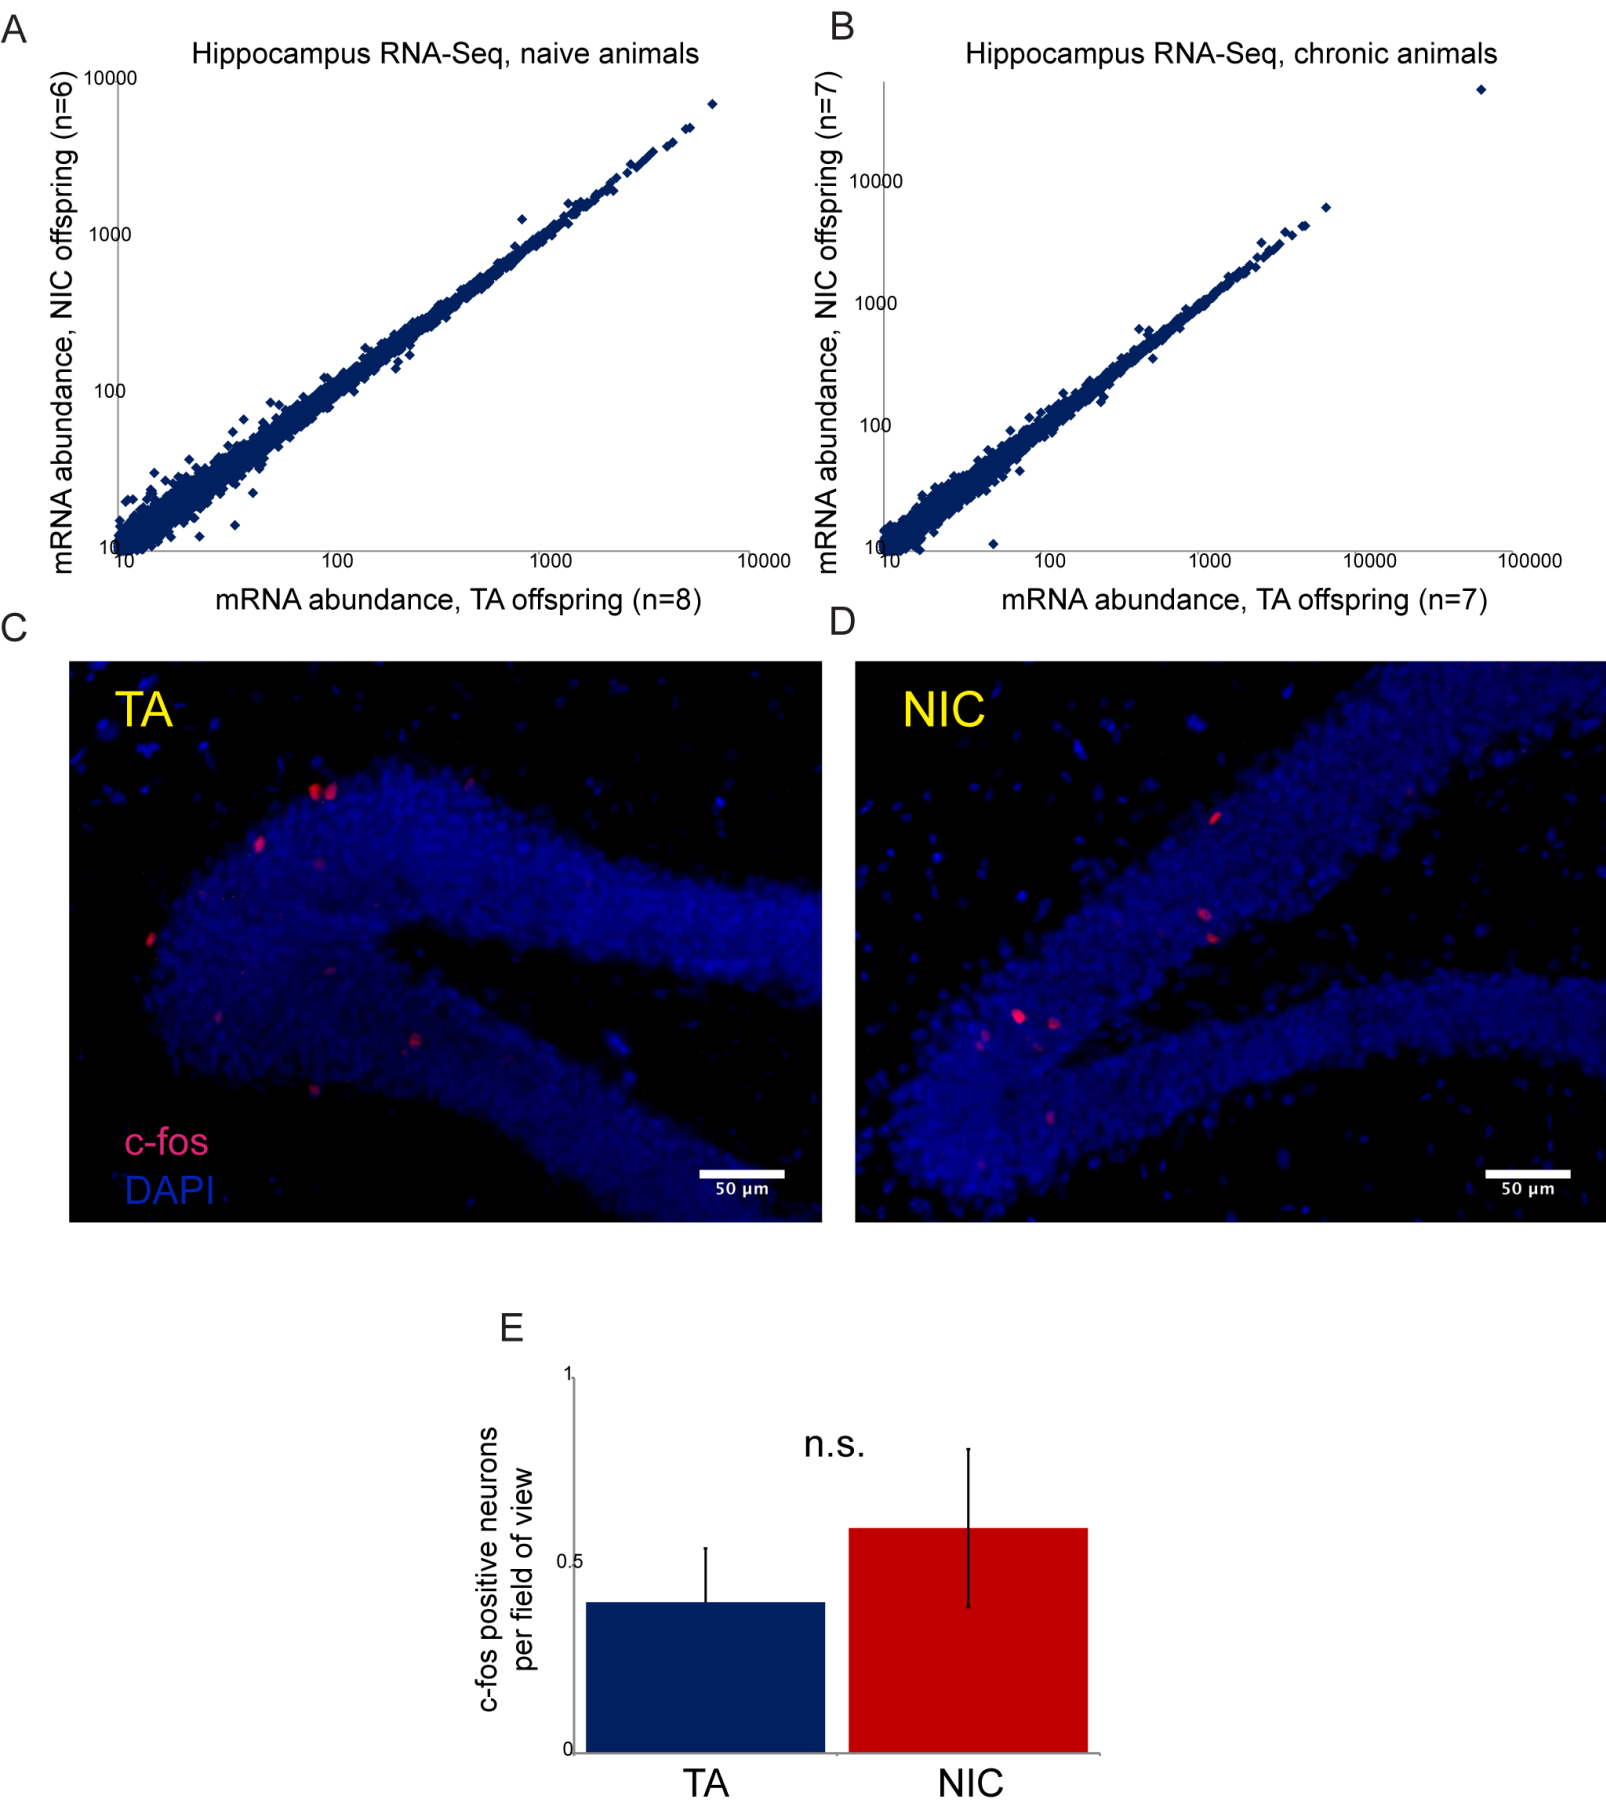 A
Hippocampus RNA-Seq, naive animals
mRNA abundance, NIC offspring (n=6)
10000
1000
100
10
10
100
1000
10000
mRNA abundance, TA offspring (n=8)
B
Hippocampus RNA-Seq, chronic animals
mRNA abundance, NIC offspring (n=7)
10000
1000
100
10
10
100
1000
10000
100000
mRNA abundance, TA offspring (n=7)
C
TA
c-fos
DAPI
50 µm
D
NIC
50 µm
E
c-fos positive neurons
per field of view
1
0.5
0
n.s.
TA
NIC